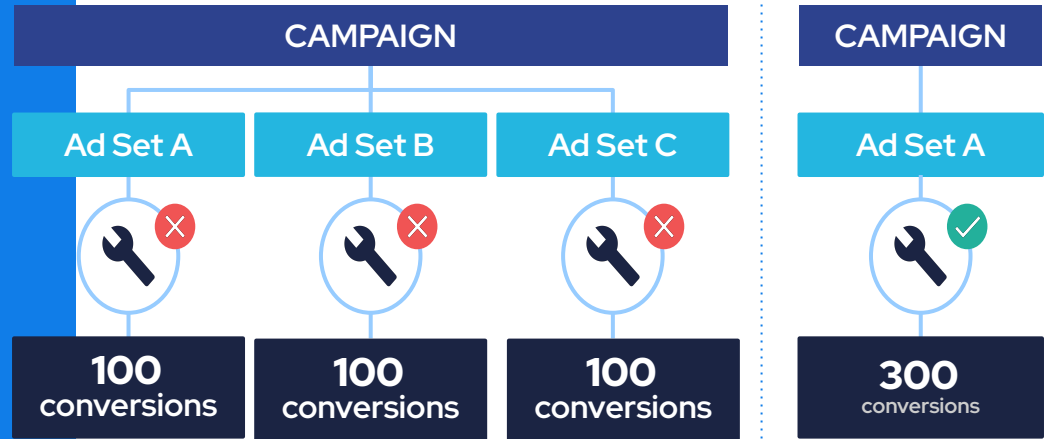 CAMPAIGN
Ad Set A
Ad Set B
Ad Set C
100
conversions
100
conversions
100
conversions
CAMPAIGN
Ad Set A
300
conversions